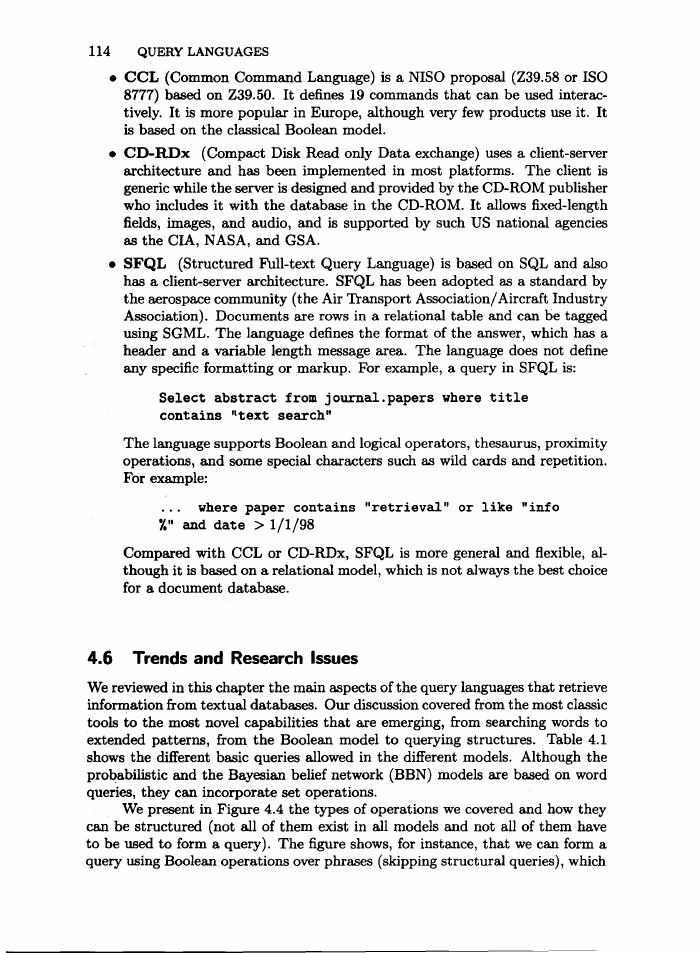 114 QUERY LANGUAGES
• CCL (Common Command Language) is a NISO proposal (Z39.58 or ISO
8777) based on Z39.50. It defines 19 commands that can be used interac-
tively. It is more popular in Europe, although very few products use it. It
is based on the classical Boolean model.
• CD-RDx (Compact Disk Read only Data exchange) uses a client-server
architecture and has been implemented in most platforms. The client is
generic while the server is designed and provided by the CD-ROM publisher
who includes it with the database in the CD-ROM. It allows fixed-length
fields, images, and audio, and is supported by such US national agencies
as the CIA, NASA, and GSA.
• SFQL (Structured Full-text Query Language) is based on SQL and also
has a client-server architecture. SFQL has been adopted as a standard by
the aerospace community (the Air Transport Association/Aircraft Industry
Association). Documents are rows in a relational table and can be tagged
using SGML. The language defines the format of the answer, which has a
header and a variable length message area. The language does not define
any specific formatting or markup. For example, a query in SFQL is:
Select abstract from journal.papers where title
contains "text search"
The language supports Boolean and logical operators, thesaurus, proximity
operations, and some special characters such as wild cards and repetition.
For example:
... where paper contains "retrieval" or like "info
%" and date > 1/1/98
Compared with CCL or CD-RDx, SFQL is more general and flexible, al-
though it is based on a relational model, which is not always the best choice
for a document database.
4.6 Trends and Research Issues
We reviewed in this chapter the main aspects of the query languages that retrieve
information from textual databases. Our discussion covered from the most classic
tools to the most novel capabilities that are emerging, from searching words to
extended patterns, from the Boolean model to querying structures. Table 4.1
shows the different basic queries allowed in the different models. Although the
probabilistic and the Bayesian belief network (BBN) models are based on word
queries, they can incorporate set operations.
We present in Figure 4.4 the types of operations we covered and how they
can be structured (not all of them exist in all models and not all of them have
to be used to form a query). The figure shows, for instance, that we can form a
query using Boolean operations over phrases (skipping structural queries), which